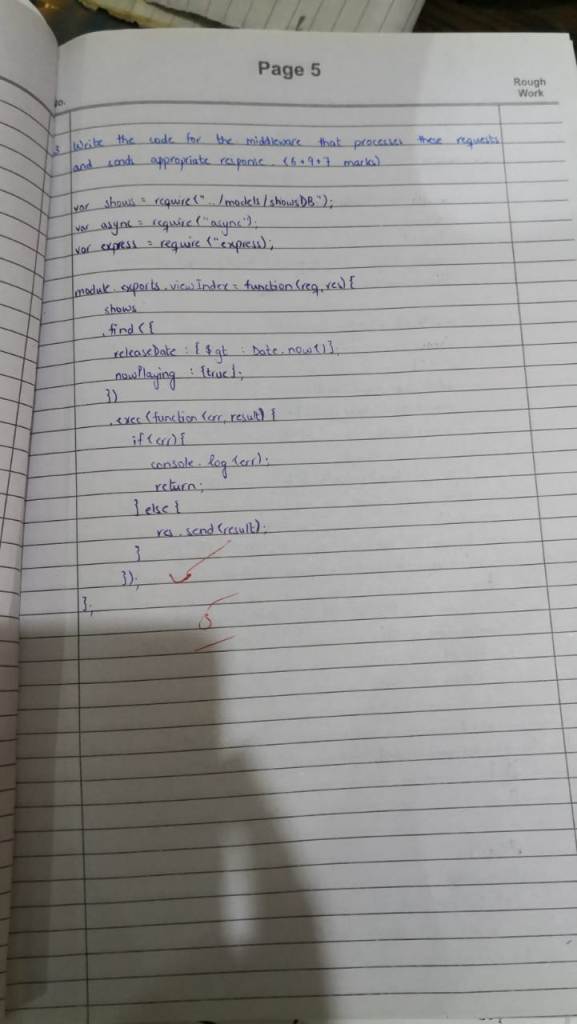 Page 5
Rough
Work
No.
3 Write the code for the middleware that processes these requests
and sends appropriate response. (6+9+7 marks)
var shows = require("../models/showsDB");
var async = require("async");
var express = require("express);
module.exports.viewIndex = function(req, res) {
shows
.find({
releaseDate : { $gt : Date.now()},
nowPlaying : {true};
})
.exec(function(err, result) {
if(err){
console.log(err);
return;
} else {
res.send(result);
}
});
};